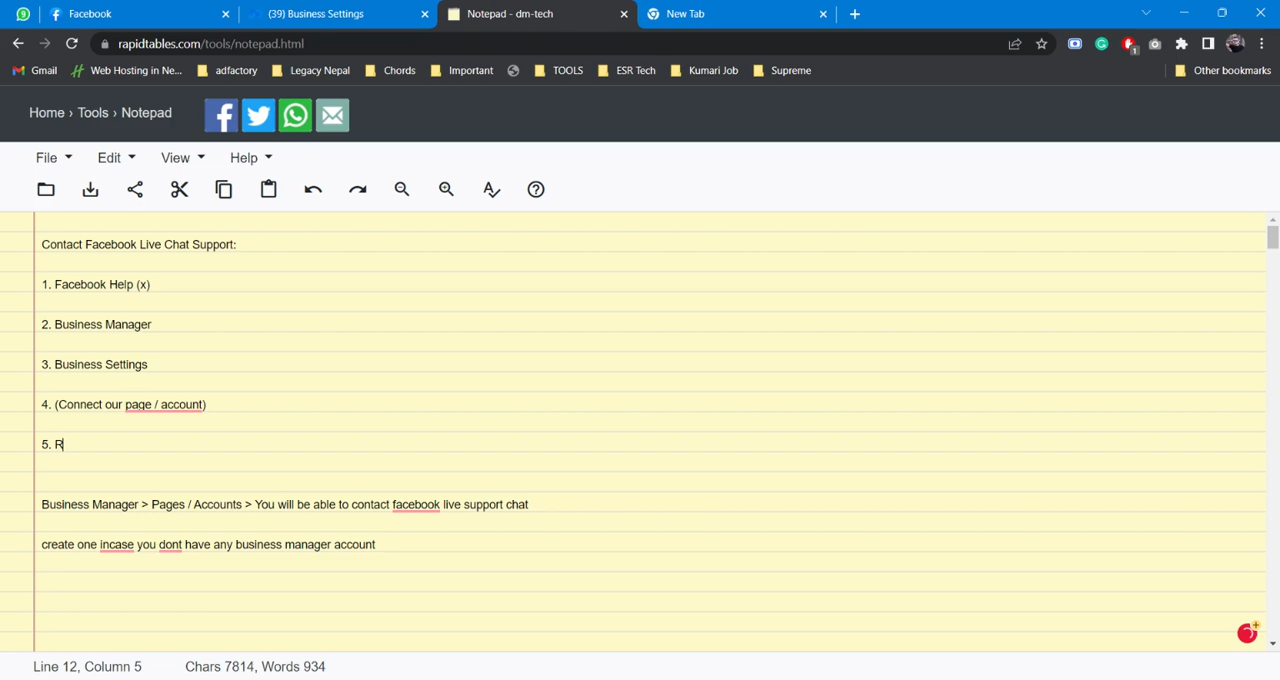 9
Facebook
(39) Business Settings
Notepad - dm-tech
New Tab
rapidtables.com/tools/notepad.html
1
Gmail
Web Hosting in Ne...
adfactory
Legacy Nepal
Chords
Important
TOOLS
ESR Tech
Kumari Job
Supreme
Other bookmarks
Home › Tools › Notepad
File
Edit
View
Help
Contact Facebook Live Chat Support:
1. Facebook Help (x)
2. Business Manager
3. Business Settings
4. (Connect our page / account)
5. R
Business Manager > Pages / Accounts > You will be able to contact facebook live support chat
create one incase you dont have any business manager account
Line 12, Column 5
Chars 7814, Words 934